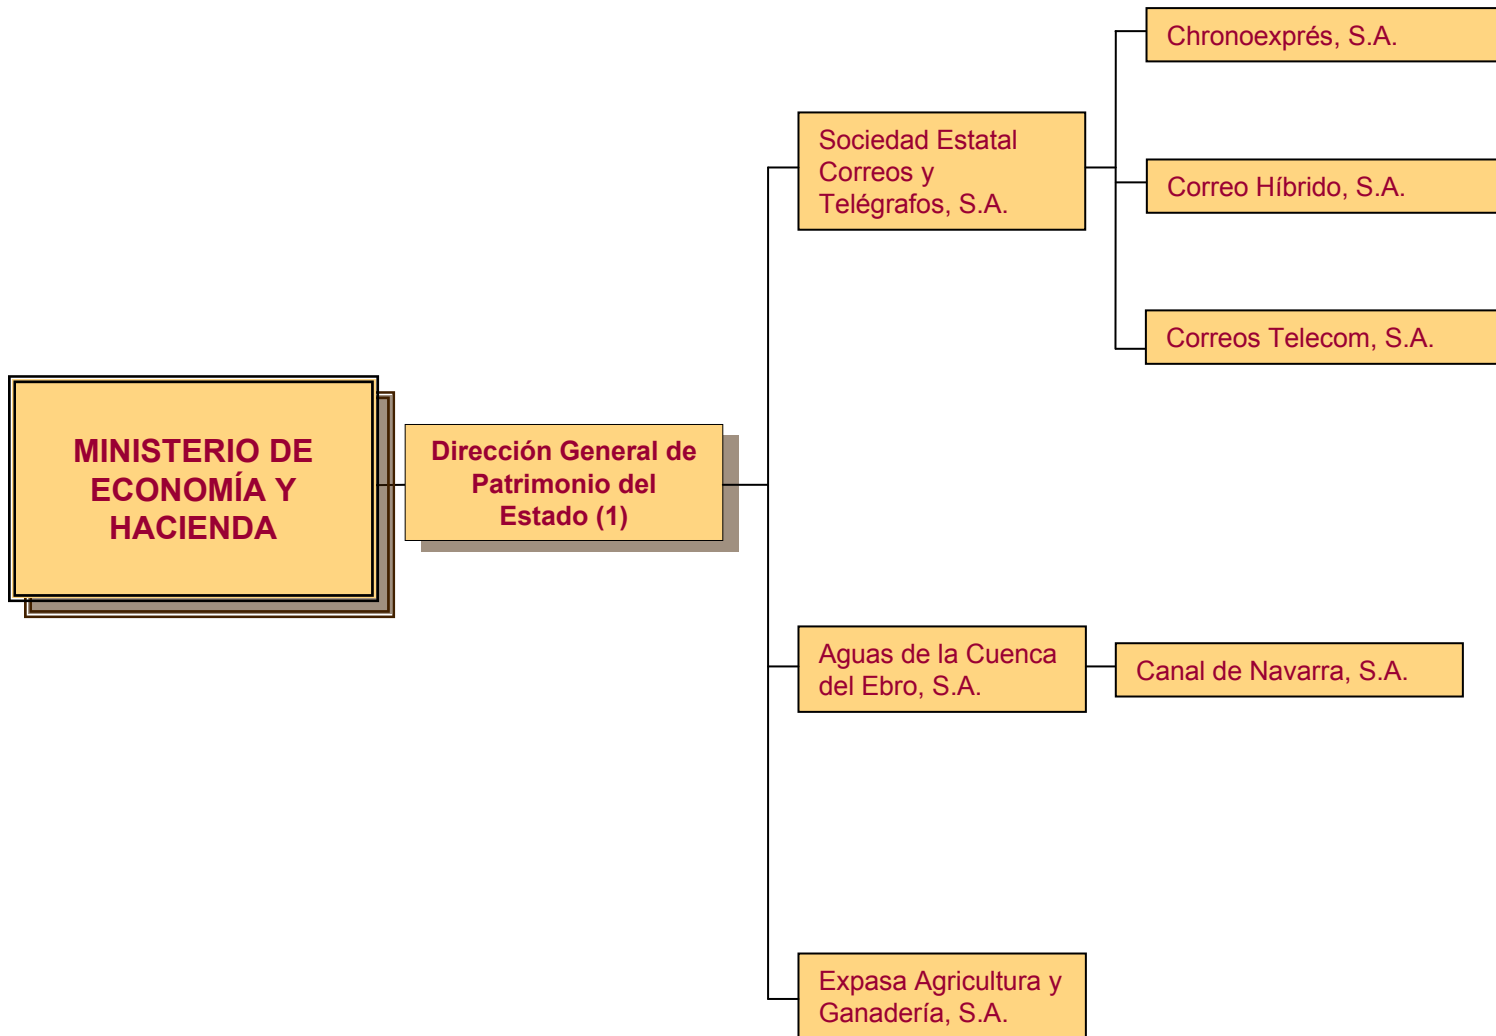 Chronoexprés, S.A.
Sociedad Estatal
Correos y
Telégrafos, S.A.
Correo Híbrido, S.A.
Correos Telecom, S.A.
MINISTERIO DE
ECONOMÍA Y
HACIENDA
Dirección General de
Patrimonio del
Estado (1)
Aguas de la Cuenca
del Ebro, S.A.
Canal de Navarra, S.A.
Expasa Agricultura y
Ganadería, S.A.